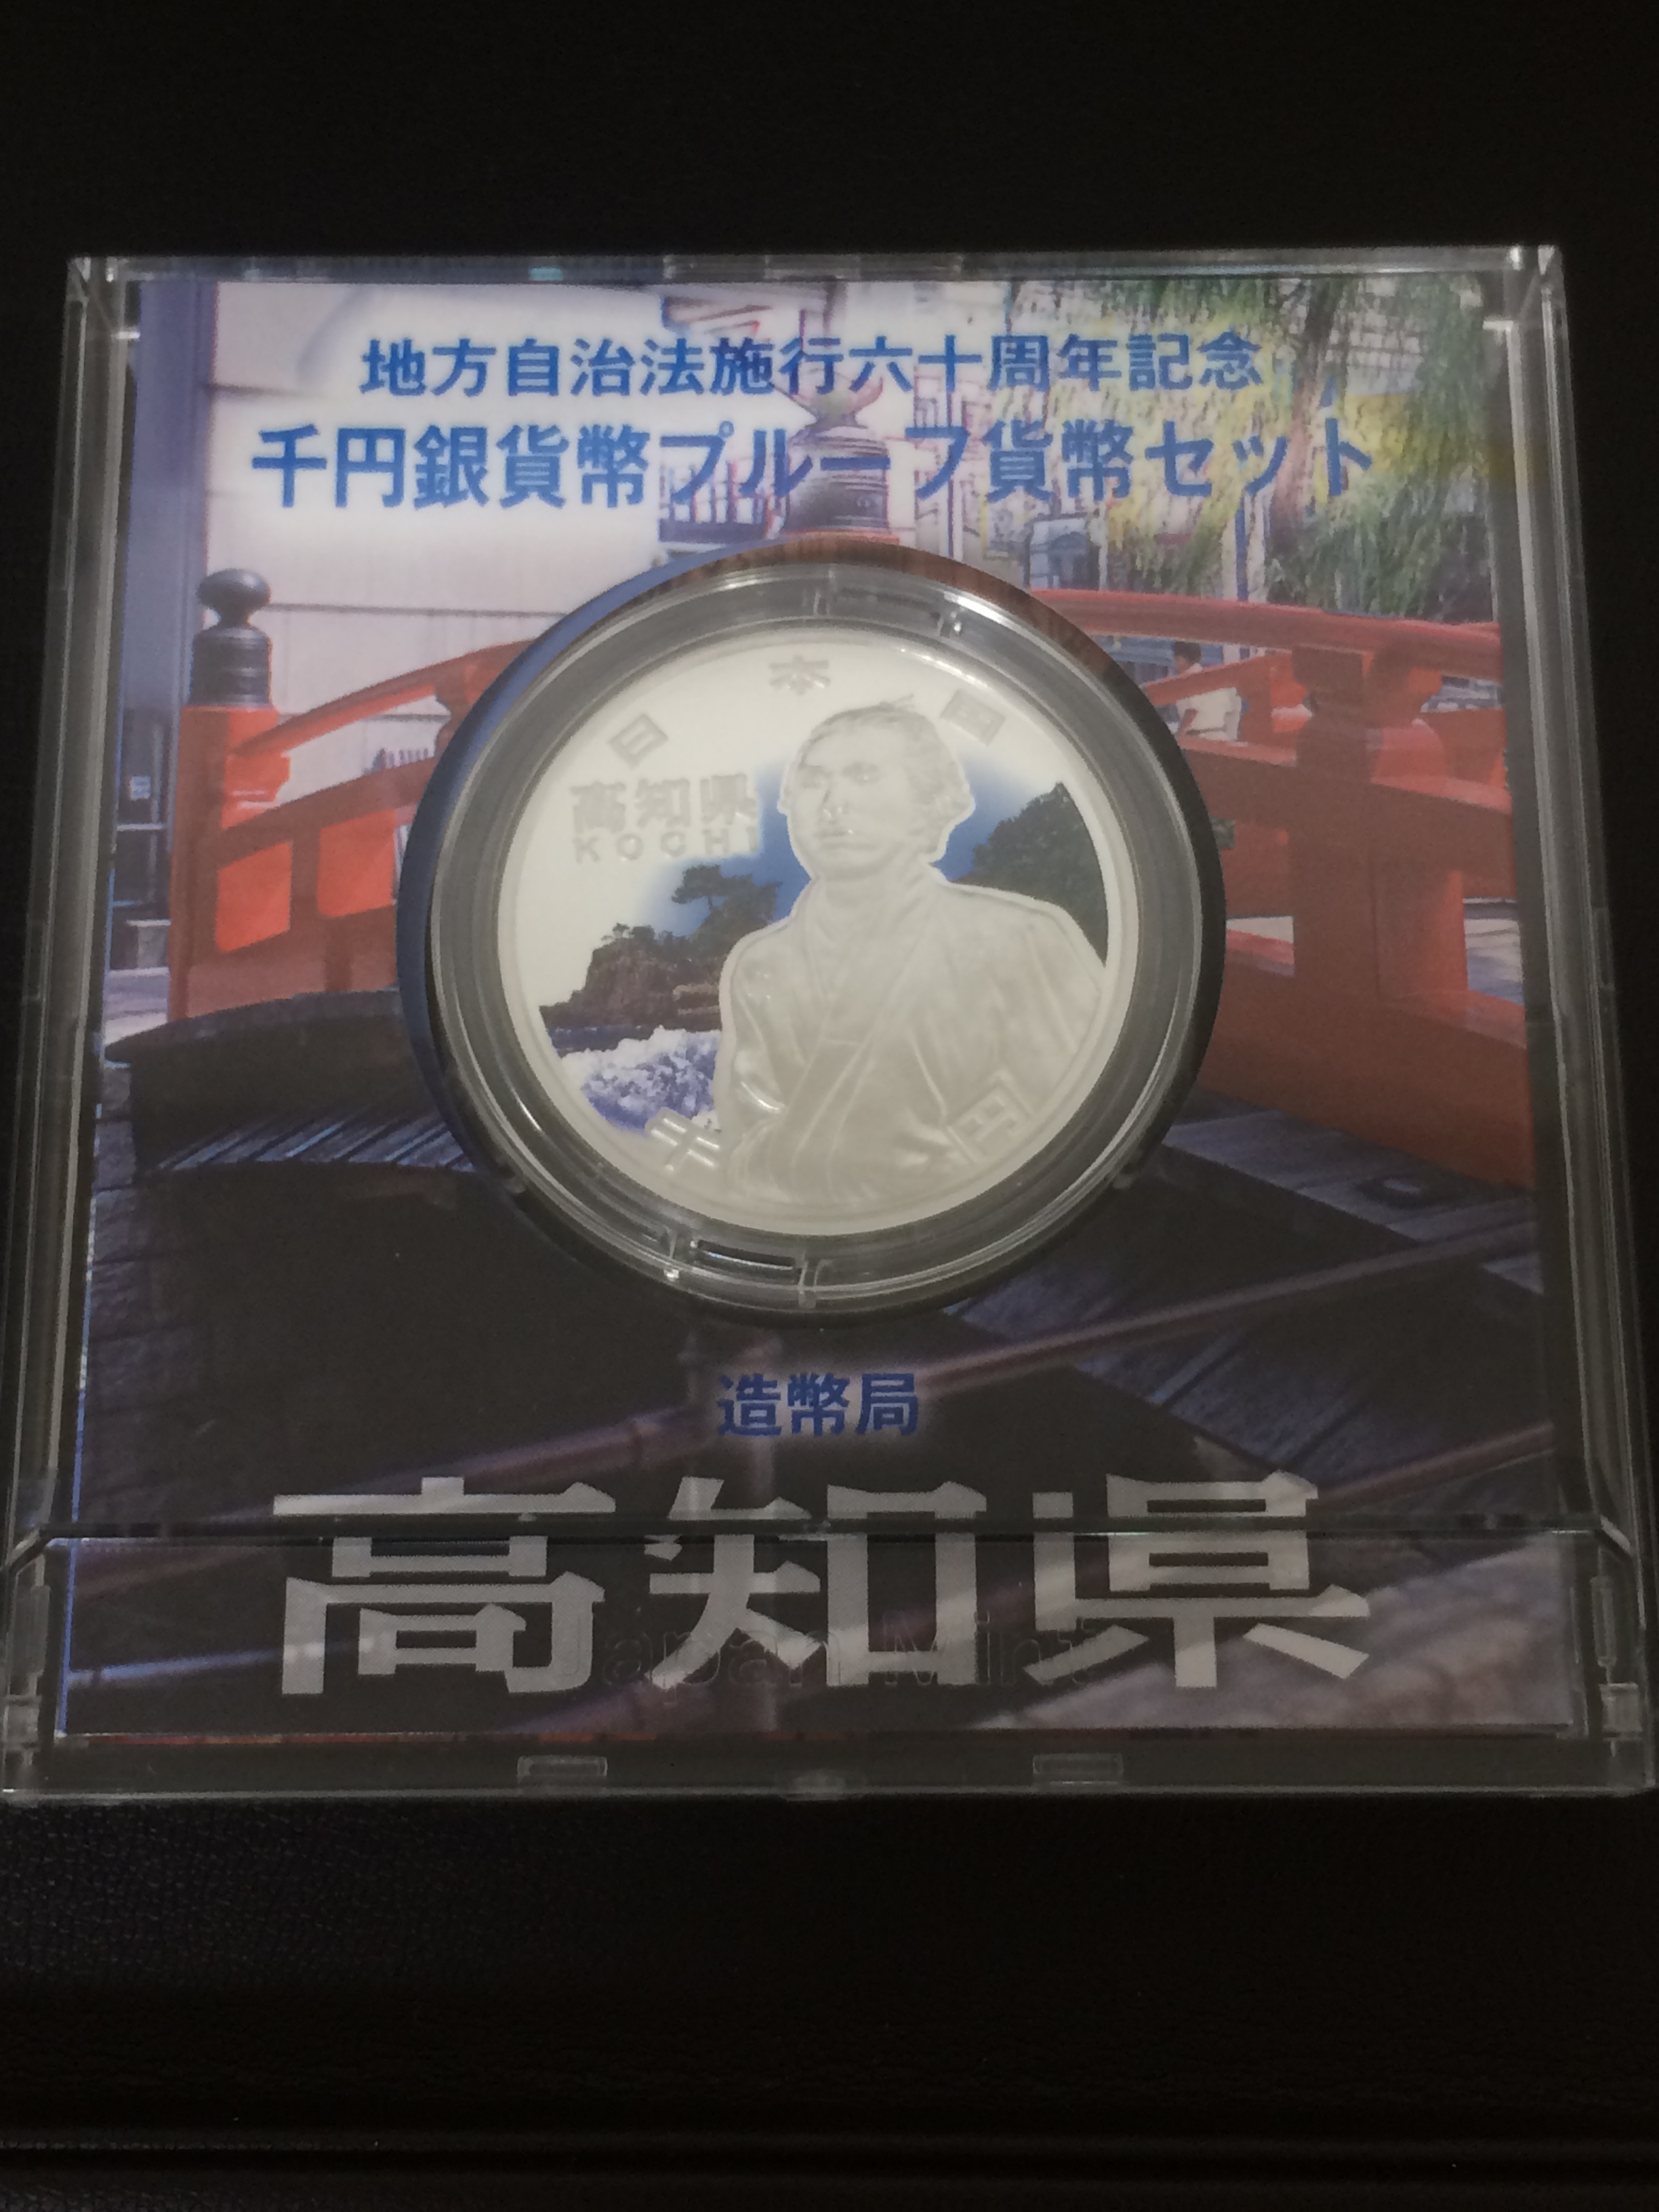 地方自治法施行六十周年記念
千円銀貨幣プルーフ貨幣セット
日本国
高知県
KOCHI
千円
造幣局
高知県
Japan Mint